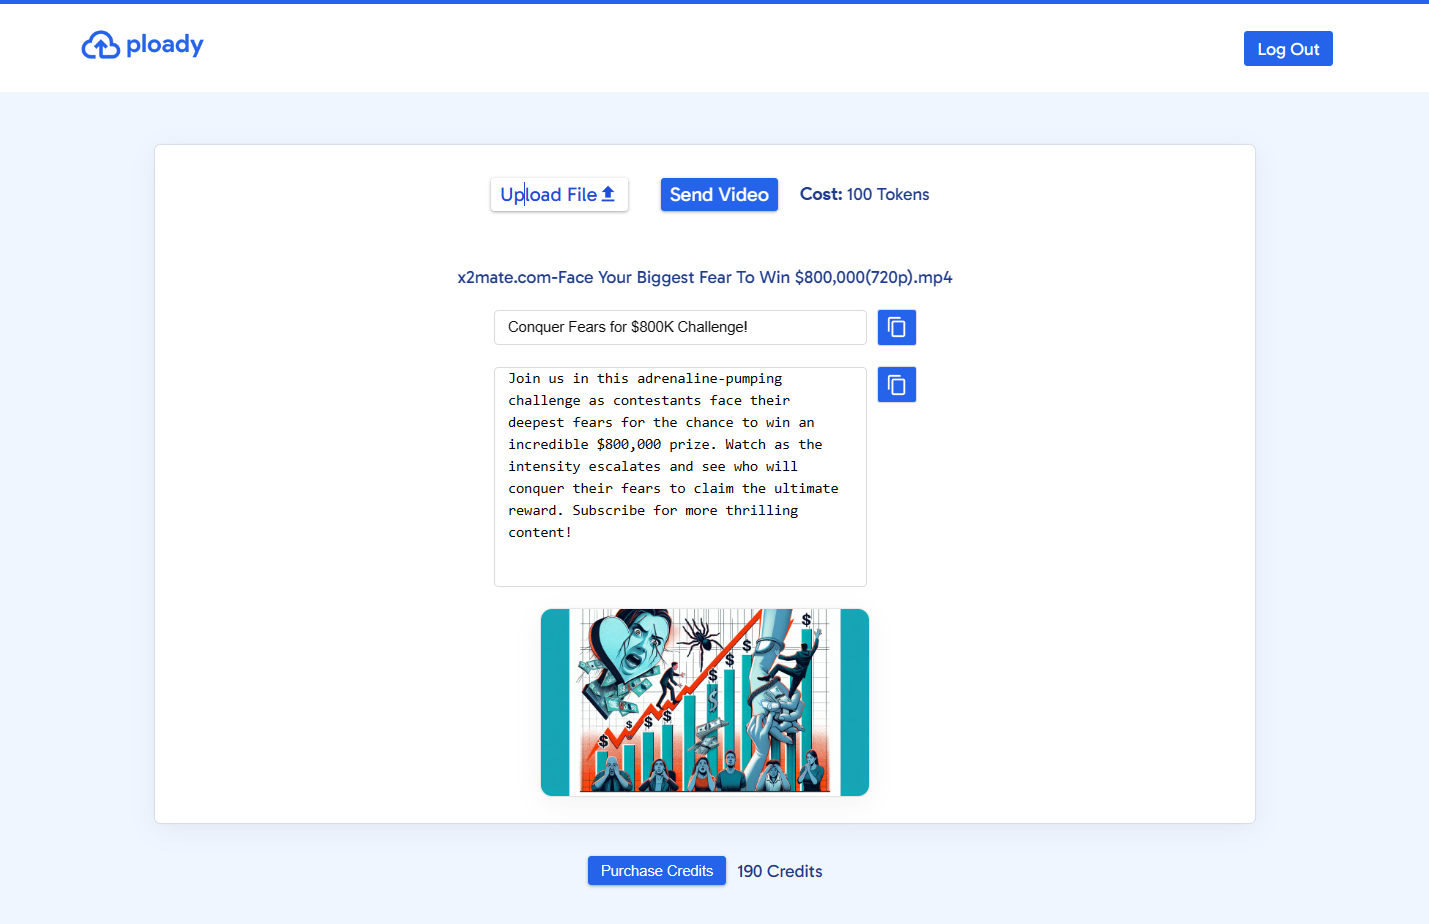 ploady
Log Out
Upload File
Send Video
Cost: 100 Tokens
x2mate.com-Face Your Biggest Fear To Win $800,000(720p).mp4
Conquer Fears for $800K Challenge!
Join us in this adrenaline-pumping
challenge as contestants face their
deepest fears for the chance to win an
incredible $800,000 prize. Watch as the
intensity escalates and see who will
conquer their fears to claim the ultimate
reward. Subscribe for more thrilling
content!
$
$
$
$
$
$
$
$
$
Purchase Credits
190 Credits